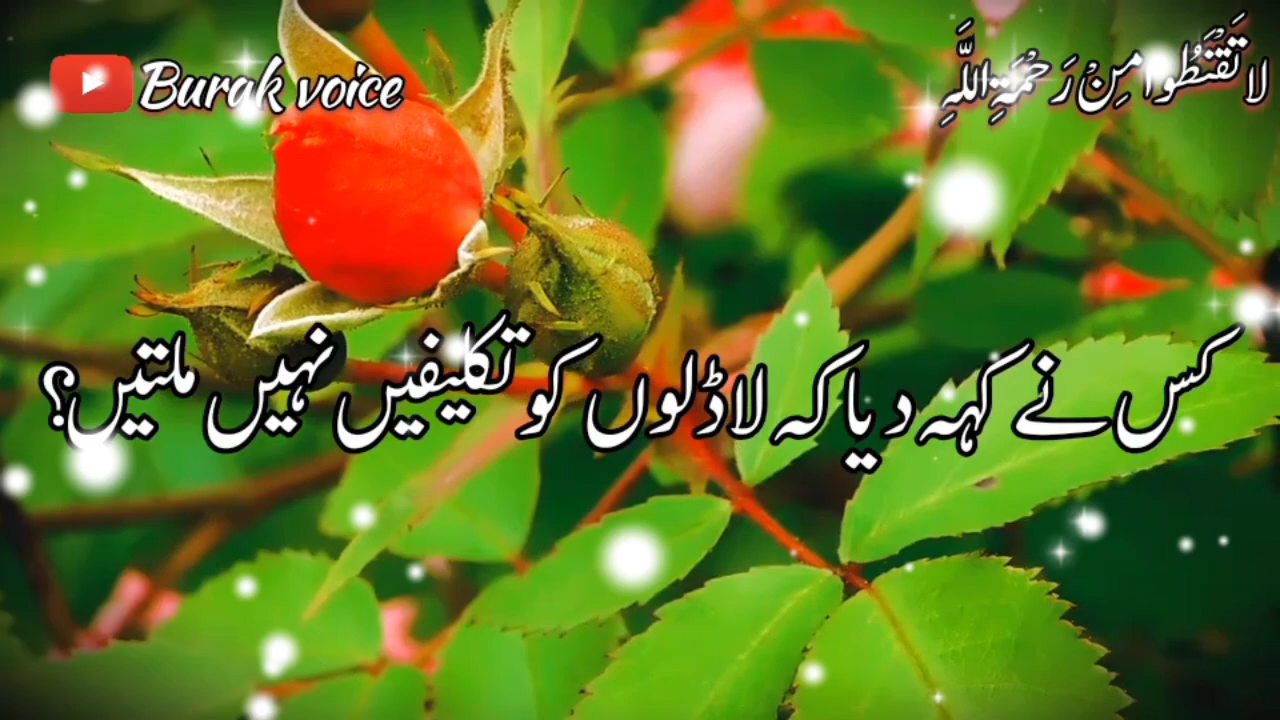 Burak voice
لَا تَقْنَطُوا مِنْ رَحْمَةِ اللَّهِ
کس نے کہہ دیا کہ لاڈلوں کو تکلیفیں نہیں ملتیں؟